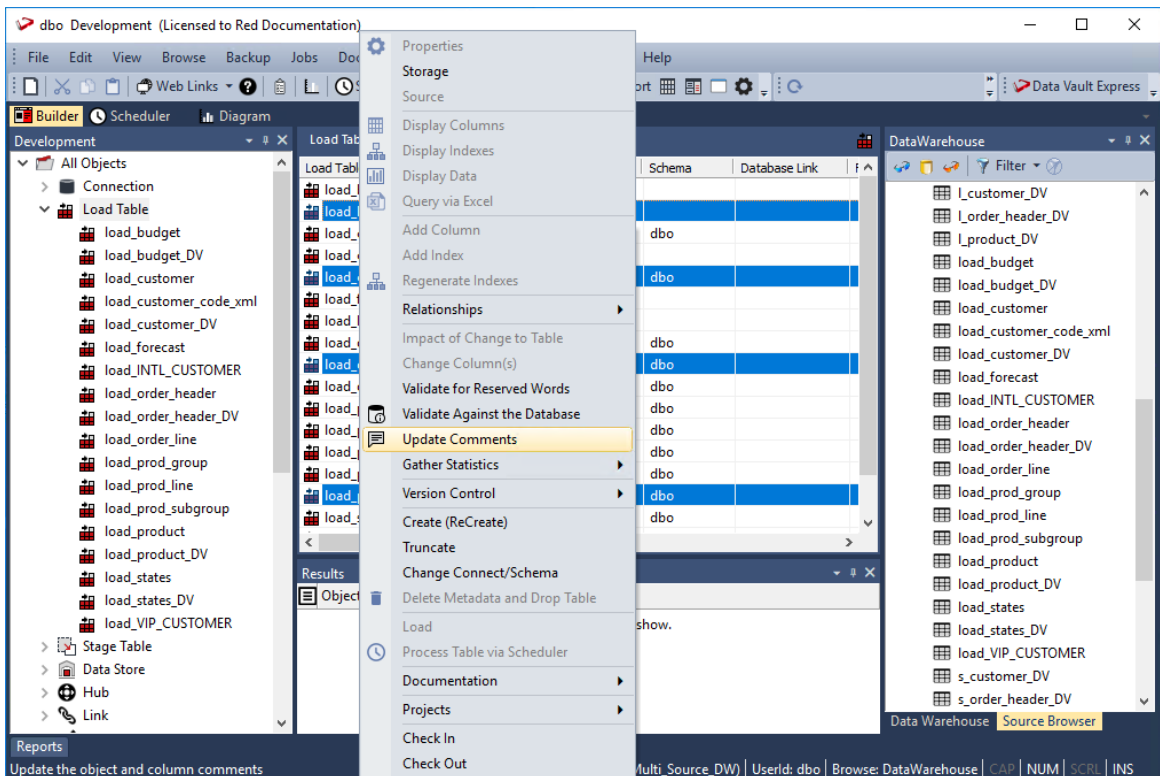 dbo Development (Licensed to Red Documentation)
File Edit View Browse Backup Jobs Help
Web Links
Data Vault Express
Builder Scheduler Diagram
Development
All Objects
Connection
Load Table
load_budget
load_budget_DV
load_customer
load_customer_code_xml
load_customer_DV
load_forecast
load_INTL_CUSTOMER
load_order_header
load_order_header_DV
load_order_line
load_prod_group
load_prod_line
load_prod_subgroup
load_product
load_product_DV
load_states
load_states_DV
load_VIP_CUSTOMER
Stage Table
Data Store
Hub
Link
Schema Database Link
dbo
dbo
dbo
dbo
dbo
dbo
dbo
dbo
dbo
dbo
Results
show.
Properties
Storage
Source
Display Columns
Display Indexes
Display Data
Query via Excel
Add Column
Add Index
Regenerate Indexes
Relationships
Impact of Change to Table
Change Column(s)
Validate for Reserved Words
Validate Against the Database
Update Comments
Gather Statistics
Version Control
Create (ReCreate)
Truncate
Change Connect/Schema
Delete Metadata and Drop Table
Load
Process Table via Scheduler
Documentation
Projects
Check In
Check Out
DataWarehouse
Filter
l_customer_DV
l_order_header_DV
l_product_DV
load_budget
load_budget_DV
load_customer
load_customer_code_xml
load_customer_DV
load_forecast
load_INTL_CUSTOMER
load_order_header
load_order_header_DV
load_order_line
load_prod_group
load_prod_line
load_prod_subgroup
load_product
load_product_DV
load_states
load_states_DV
load_VIP_CUSTOMER
s_customer_DV
s_order_header_DV
Data Warehouse Source Browser
Reports
Update the object and column comments
Multi_Source_DW) UserId: dbo Browse: DataWarehouse CAP NUM SCRL INS